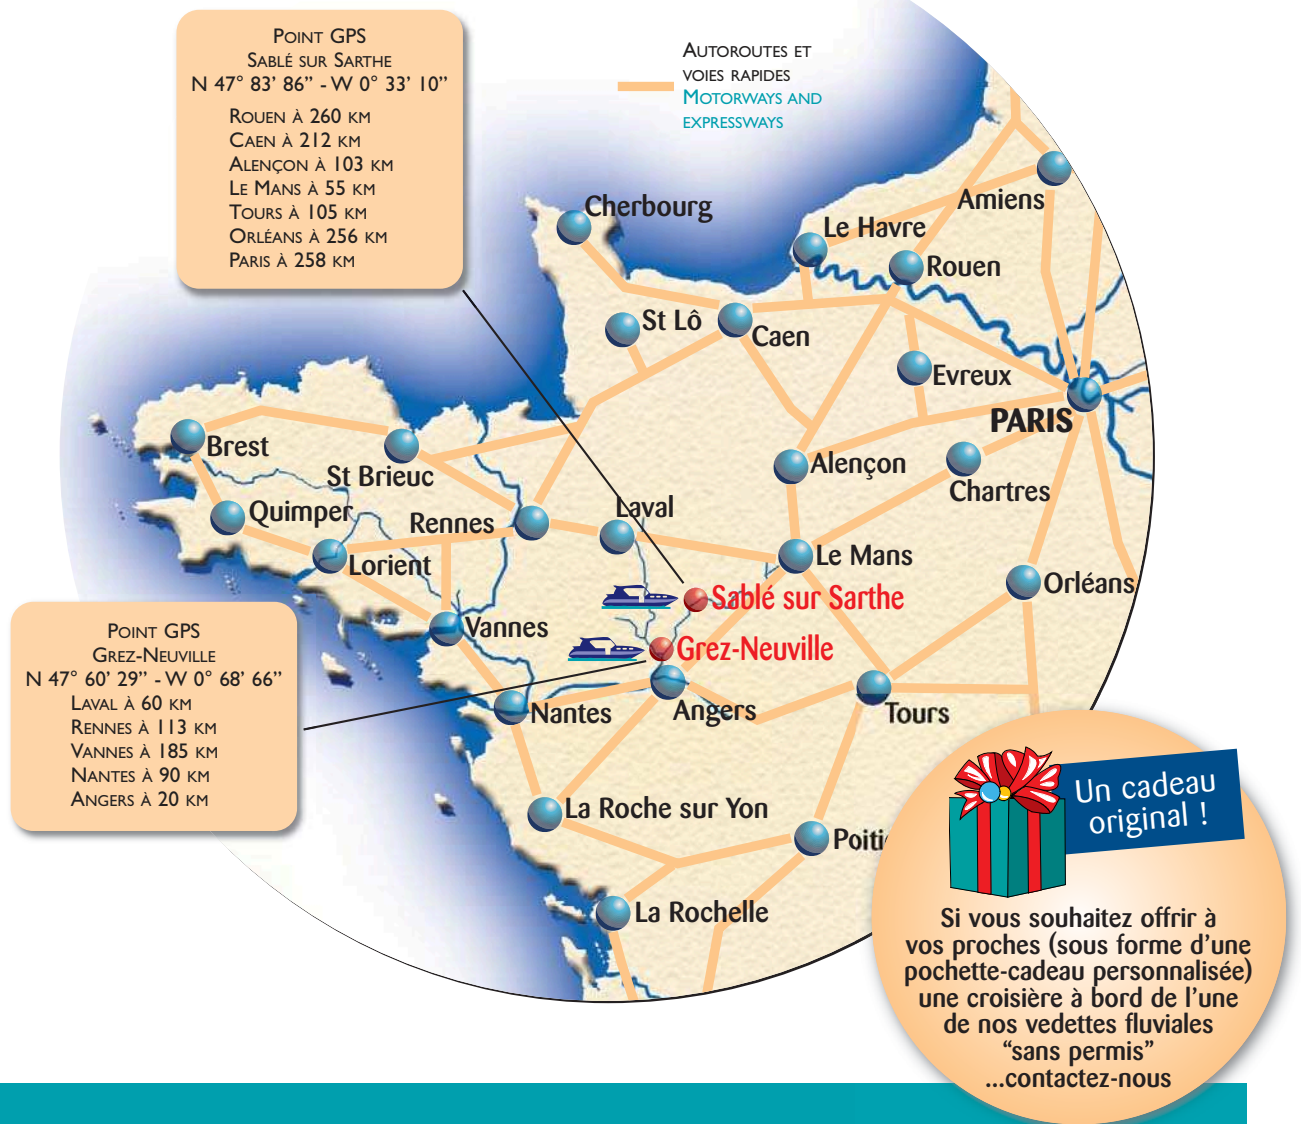 Point GPS
Sablé sur Sarthe
N 47° 83’ 86” - W 0° 33’ 10”
Rouen à 260 km
Caen à 212 km
Alençon à 103 km
Le Mans à 55 km
Tours à 105 km
Orléans à 256 km
Paris à 258 km
Autoroutes et
voies rapides
Motorways and
expressways
Cherbourg
Amiens
Le Havre
Rouen
St Lô
Caen
Evreux
PARIS
Brest
St Brieuc
Alençon
Chartres
Quimper
Rennes
Laval
Lorient
Le Mans
Orléans
Sablé sur Sarthe
Vannes
Grez-Neuville
Nantes
Angers
Tours
La Roche sur Yon
Poiti
La Rochelle
Point GPS
Grez-Neuville
N 47° 60’ 29” - W 0° 68’ 66”
Laval à 60 km
Rennes à 113 km
Vannes à 185 km
Nantes à 90 km
Angers à 20 km
Un cadeau
original !
Si vous souhaitez offrir à
vos proches (sous forme d’une
pochette-cadeau personnalisée)
une croisière à bord de l’une
de nos vedettes fluviales
“sans permis”
...contactez-nous